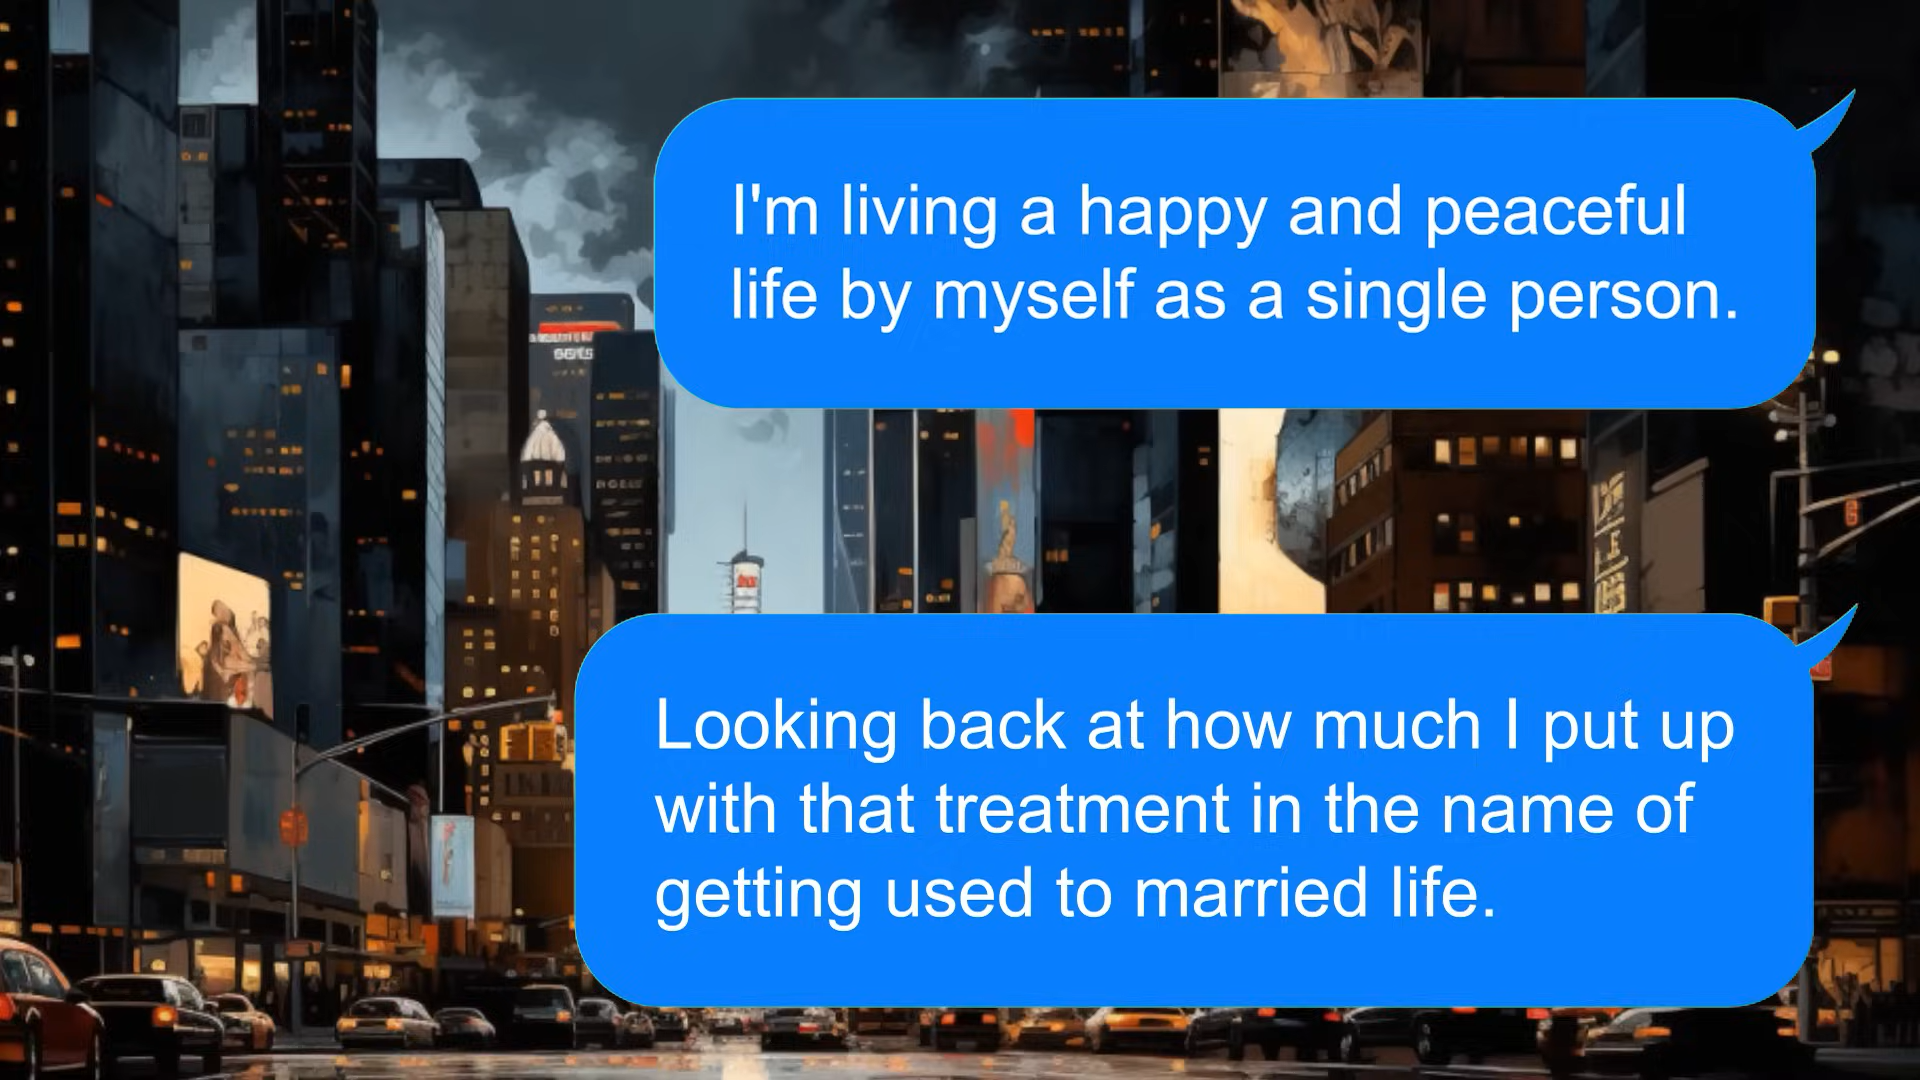 I'm living a happy and peaceful
life by myself as a single person.
Looking back at how much I put up
with that treatment in the name of
getting used to married life.